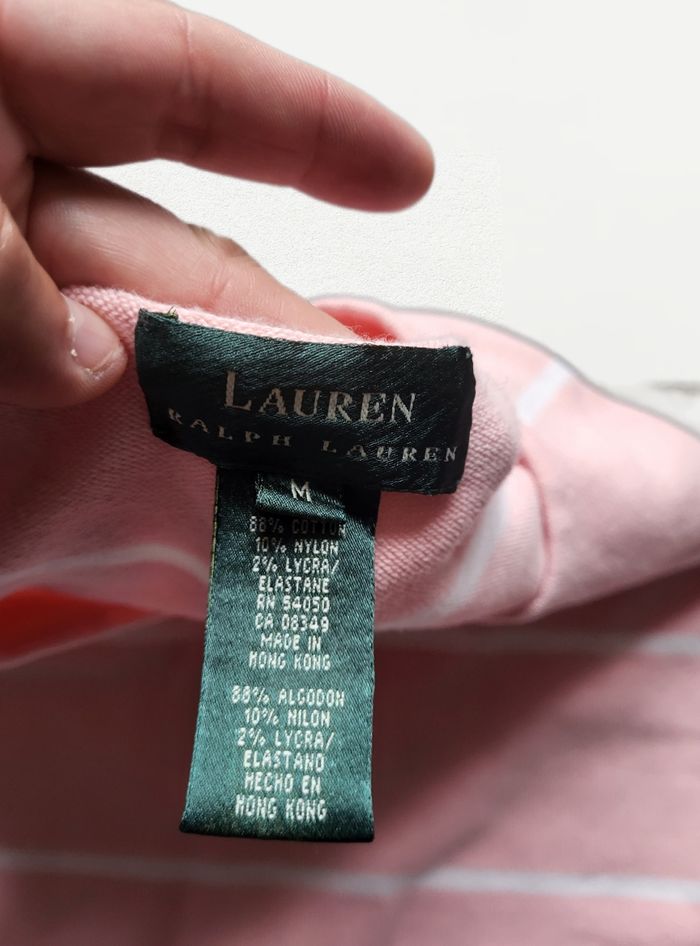 LAUREN
RALPH LAUREN
M
88% COTTON
10% NYLON
2% LYCRA/
ELASTANE
RN 54050
CA 08349
MADE IN
HONG KONG
88% ALGODON
10% NILON
2% LYCRA/
ELASTANO
HECHO EN
HONG KONG